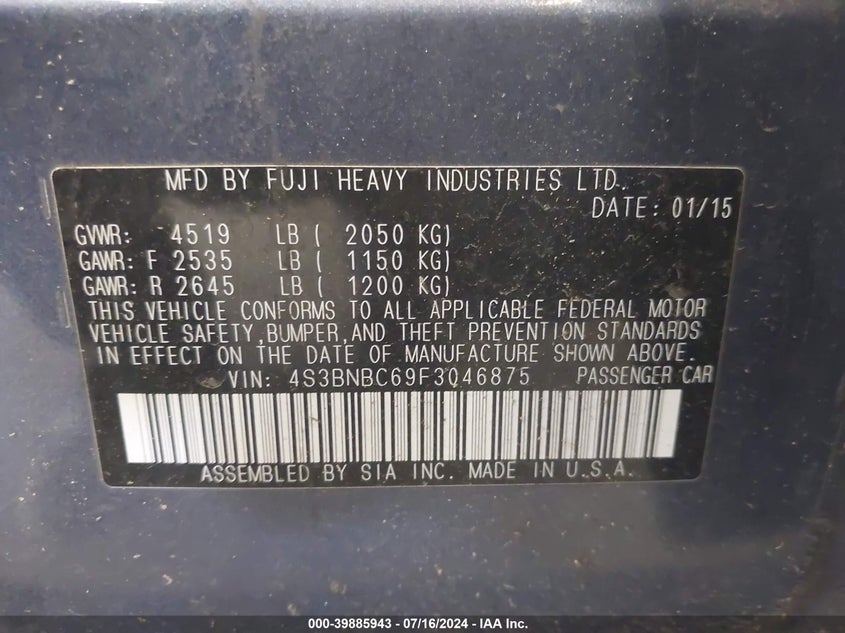 MFD BY FUJI HEAVY INDUSTRIES LTD.
DATE: 01/15
GVWR: 4519 LB ( 2050 KG)
GAWR: F 2535 LB ( 1150 KG)
GAWR: R 2645 LB ( 1200 KG)
THIS VEHICLE CONFORMS TO ALL APPLICABLE FEDERAL MOTOR
VEHICLE SAFETY,BUMPER,AND THEFT PREVENTION STANDARDS
IN EFFECT ON THE DATE OF MANUFACTURE SHOWN ABOVE.
VIN: 4S3BNBC69F3046875 PASSENGER CAR
ASSEMBLED BY SIA INC. MADE IN U.S.A.
000-39885943 - 07/16/2024 - IAA Inc.